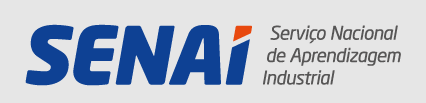 SENAI
Serviço Nacional
de Aprendizagem
Industrial